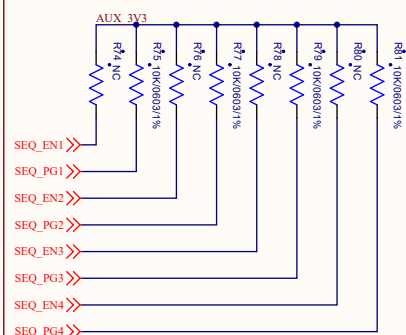 AUX_3V3
R74 NC
R75 10K/0603/1%
R76 NC
R77 10K/0603/1%
R78 NC
R79 10K/0603/1%
R80 NC
R81 10K/0603/1%
SEQ_EN1
SEQ_PG1
SEQ_EN2
SEQ_PG2
SEQ_EN3
SEQ_PG3
SEQ_EN4
SEQ_PG4